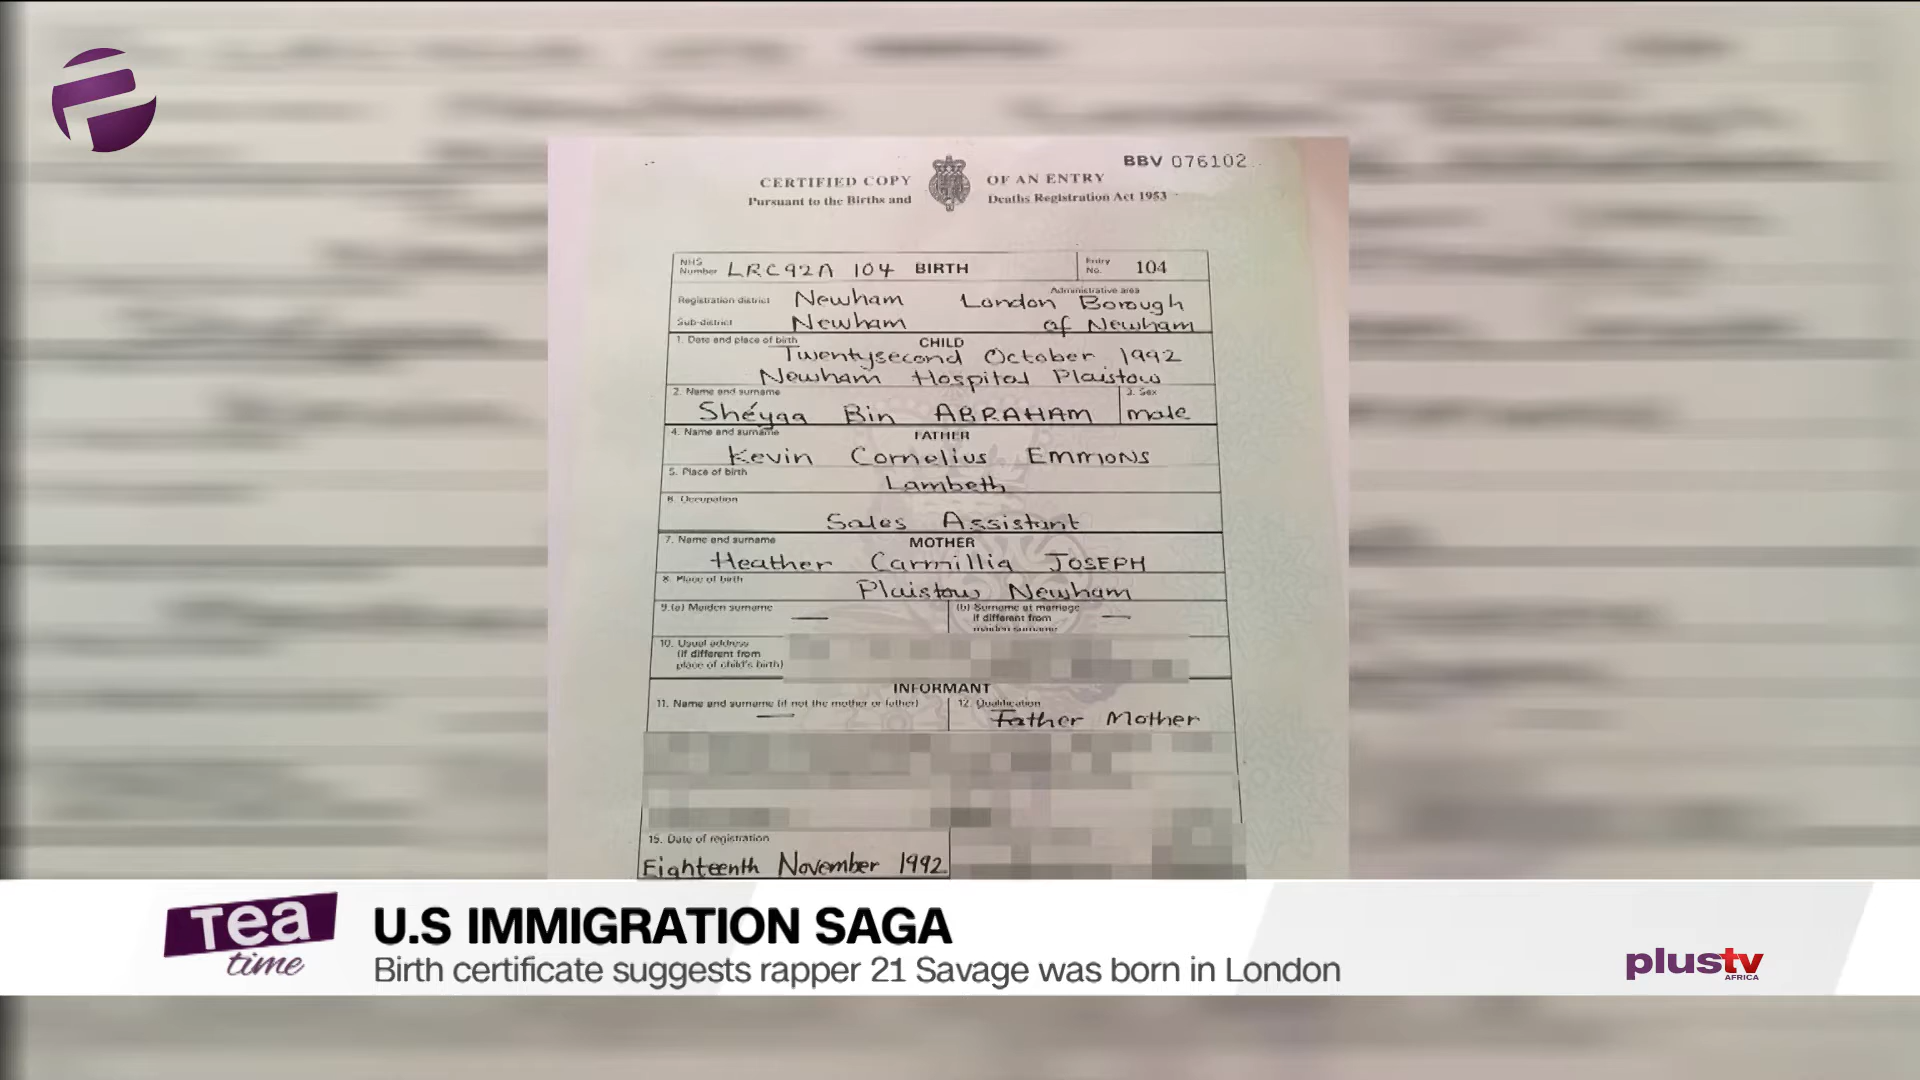 BBV 076102
CERTIFIED COPY OF AN ENTRY
Pursuant to the Births and Deaths Registration Act 1953
NHS Number LRC92A 104 BIRTH Entry No. 104
Administrative area
Registration district Newham London Borough
Sub-district Newham of Newham
1. Date and place of birth CHILD
Twentysecond October 1992
Newham Hospital Plaistow
2. Name and surname 3. Sex
Shéyaa Bin ABRAHAM male
4. Name and surname FATHER
Kevin Cornelius EMMONS
5. Place of birth
Lambeth
6. Occupation
Sales Assistant
7. Name and surname MOTHER
Heather Carmillia JOSEPH
8. Place of birth
Plaistow Newham
9.(a) Maiden surname — (b) Surname at marriage
if different from —
maiden surname
10. Usual address
(if different from
place of child's birth)
INFORMANT
11. Name and surname (if not the mother or father) 12. Qualification
— Father Mother
15. Date of registration
Eighteenth November 1992
Tea time
U.S IMMIGRATION SAGA
Birth certificate suggests rapper 21 Savage was born in London
plustv
AFRICA